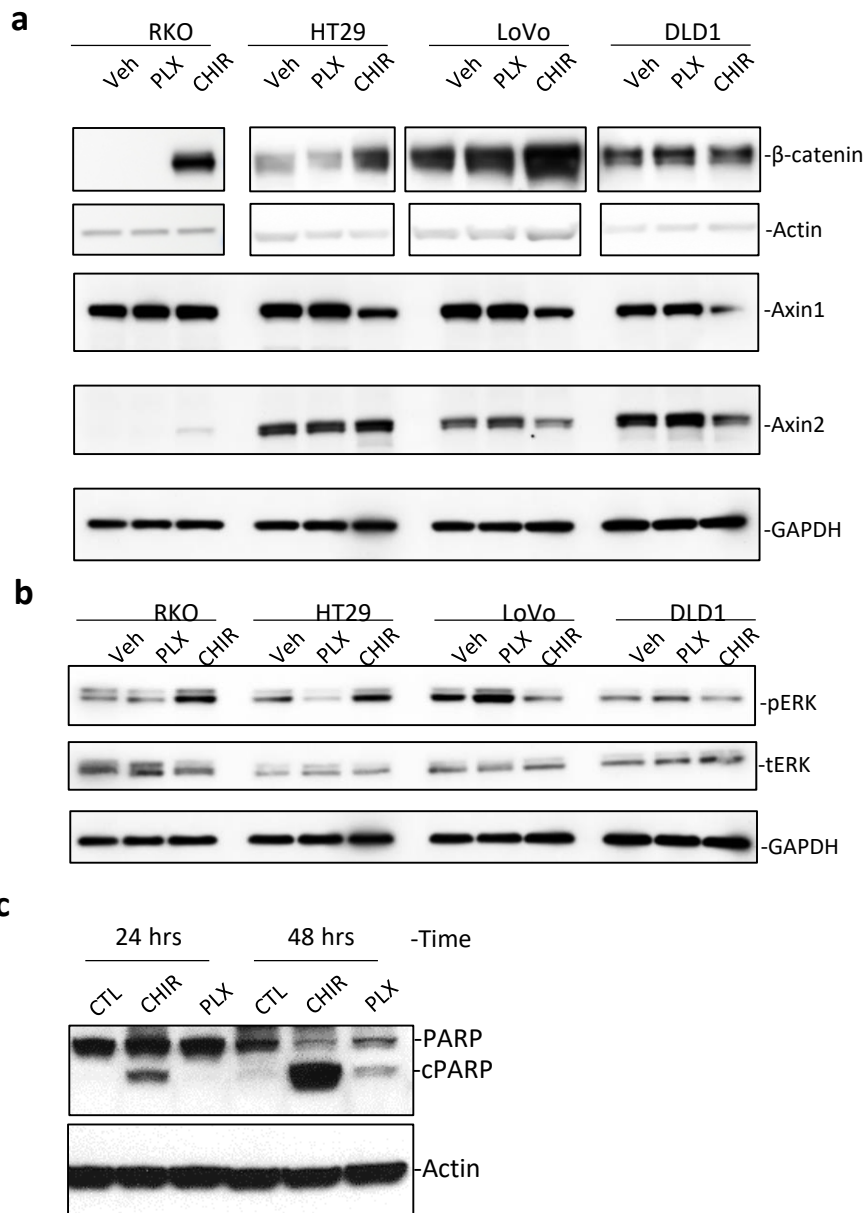 a
RKO HT29 LoVo DLD1
Veh PLX CHIR Veh PLX CHIR Veh PLX CHIR Veh PLX CHIR
-β-catenin
-Actin
-Axin1
-Axin2
-GAPDH
b
RKO HT29 LoVo DLD1
Veh PLX CHIR Veh PLX CHIR Veh PLX CHIR Veh PLX CHIR
-pERK
-tERK
-GAPDH
c
24 hrs 48 hrs -Time
CTL CHIR PLX CTL CHIR PLX
-PARP
-cPARP
-Actin